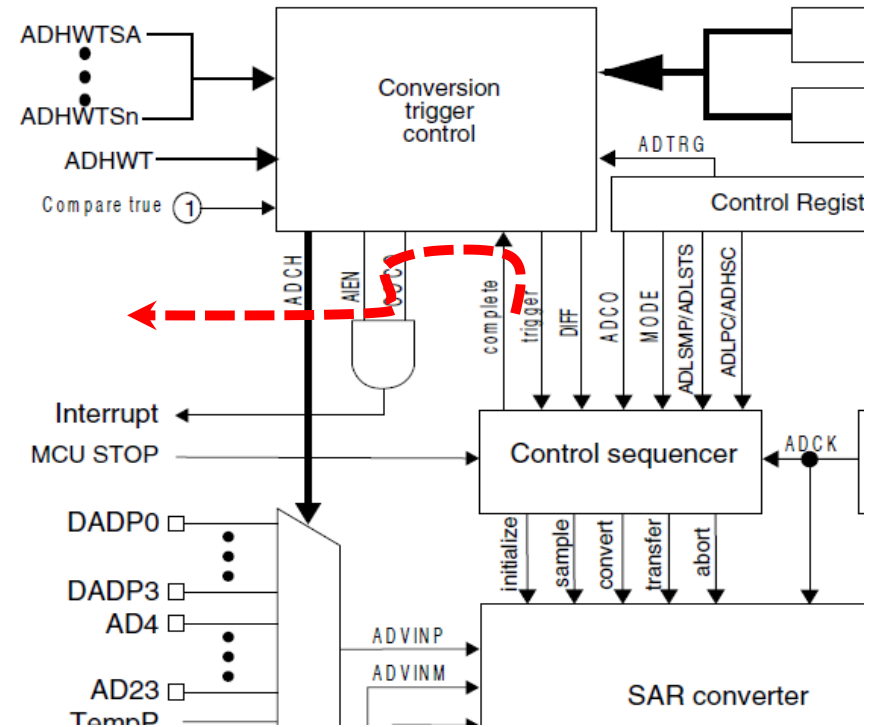 ADHWTSA
ADHWTSn
ADHWT
Compare true 1
Conversion
trigger
control
ADTRG
Control Regist
ADCH
AIEN
complete
trigger
DIFF
ADCO
MODE
ADLSMP/ADLSTS
ADLPC/ADHSC
Interrupt
MCU STOP
Control sequencer
ADCK
DADP0
DADP3
AD4
AD23
TempP
initialize
sample
convert
transfer
abort
ADVINP
ADVINM
SAR converter